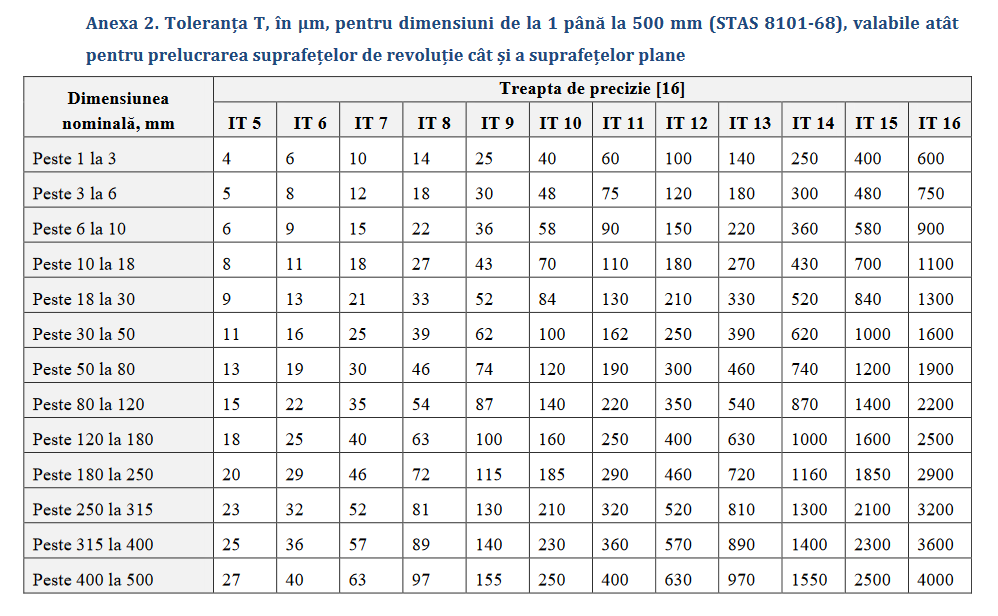 Anexa 2. Toleranța T, în µm, pentru dimensiuni de la 1 până la 500 mm (STAS 8101-68), valabile atât
pentru prelucrarea suprafețelor de revoluție cât și a suprafețelor plane
Dimensiunea nominală, mm Treapta de precizie [16]
IT 5 IT 6 IT 7 IT 8 IT 9 IT 10 IT 11 IT 12 IT 13 IT 14 IT 15 IT 16
Peste 1 la 3 4 6 10 14 25 40 60 100 140 250 400 600
Peste 3 la 6 5 8 12 18 30 48 75 120 180 300 480 750
Peste 6 la 10 6 9 15 22 36 58 90 150 220 360 580 900
Peste 10 la 18 8 11 18 27 43 70 110 180 270 430 700 1100
Peste 18 la 30 9 13 21 33 52 84 130 210 330 520 840 1300
Peste 30 la 50 11 16 25 39 62 100 162 250 390 620 1000 1600
Peste 50 la 80 13 19 30 46 74 120 190 300 460 740 1200 1900
Peste 80 la 120 15 22 35 54 87 140 220 350 540 870 1400 2200
Peste 120 la 180 18 25 40 63 100 160 250 400 630 1000 1600 2500
Peste 180 la 250 20 29 46 72 115 185 290 460 720 1160 1850 2900
Peste 250 la 315 23 32 52 81 130 210 320 520 810 1300 2100 3200
Peste 315 la 400 25 36 57 89 140 230 360 570 890 1400 2300 3600
Peste 400 la 500 27 40 63 97 155 250 400 630 970 1550 2500 4000